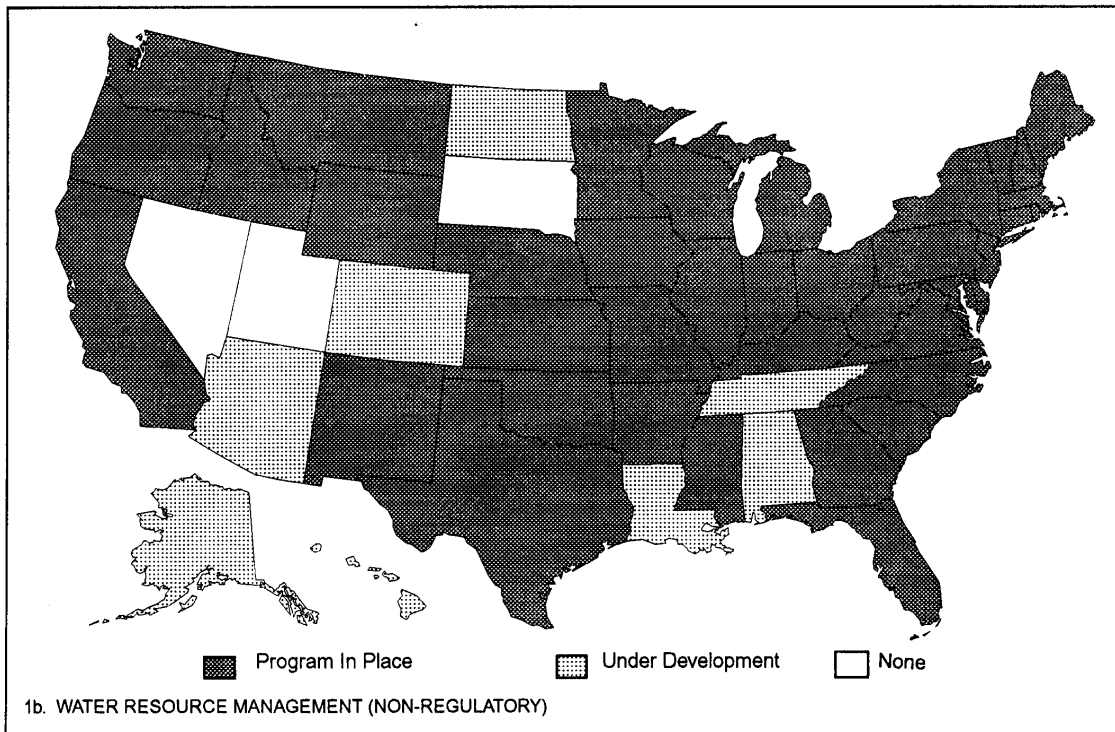 Program In Place Under Development None
1b. WATER RESOURCE MANAGEMENT (NON-REGULATORY)